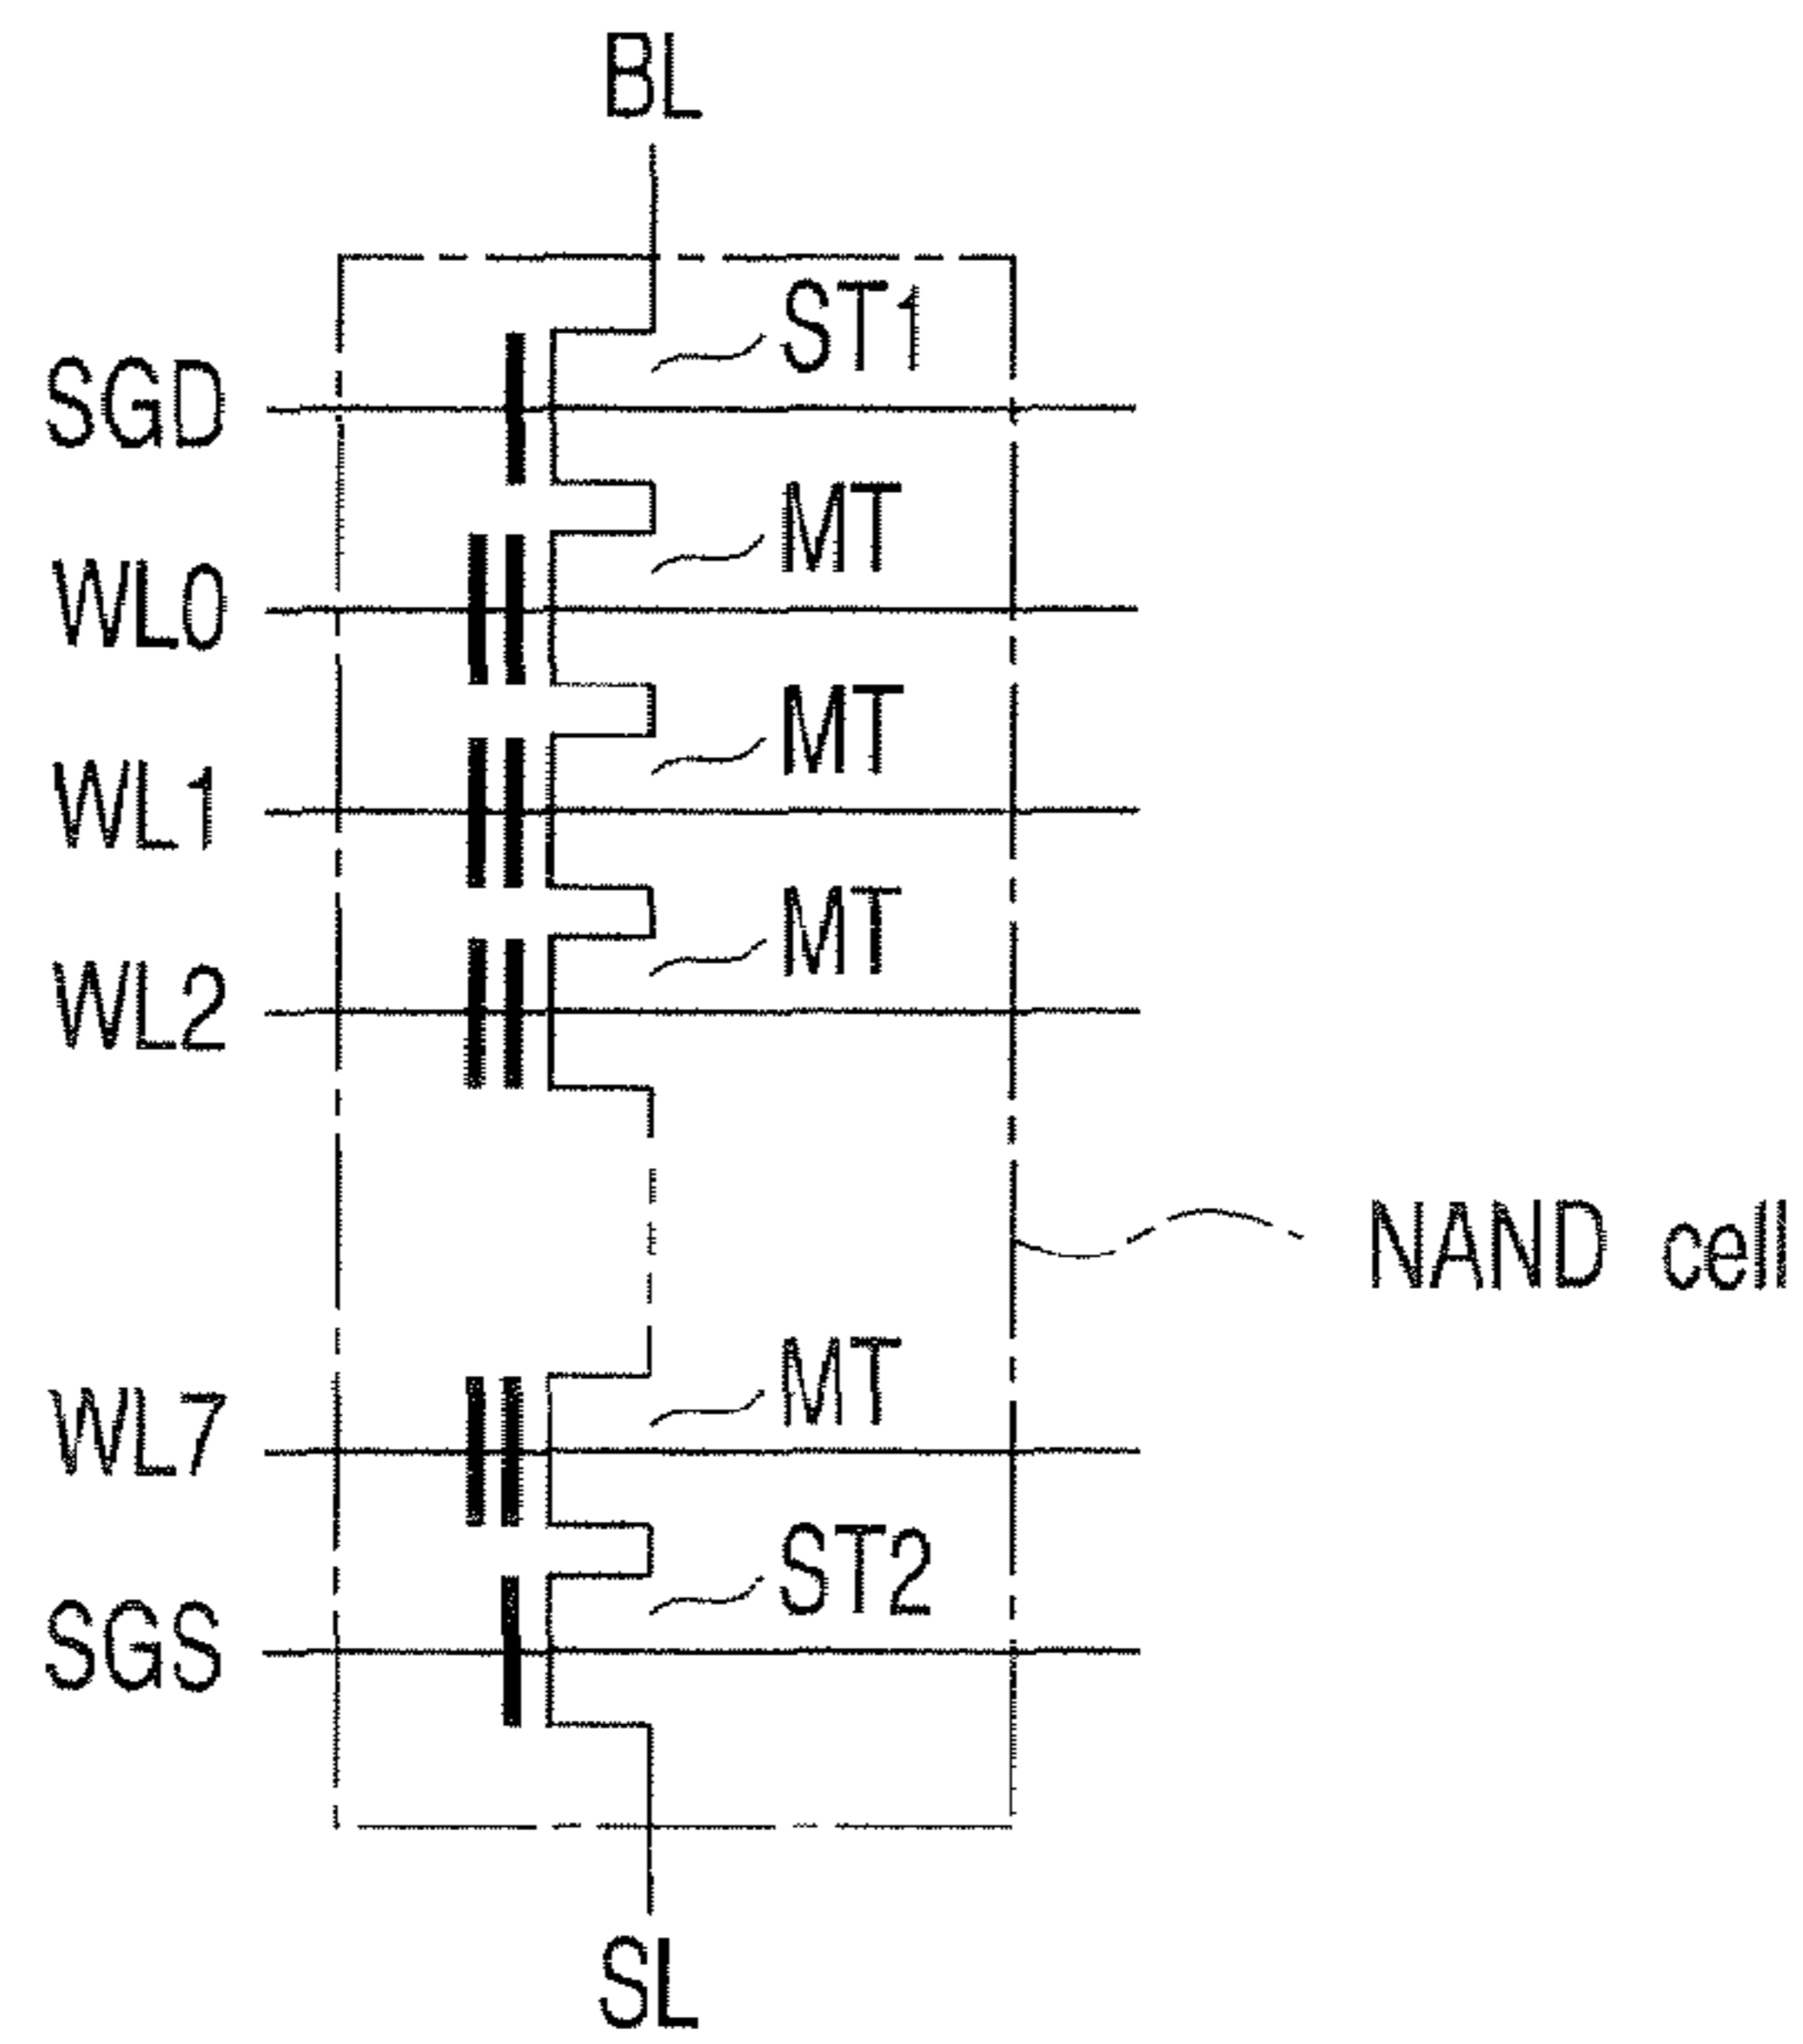 BL
ST1
SGD
MT
WL0
MT
WL1
MT
WL2
NAND cell
MT
WL7
ST2
SGS
SL